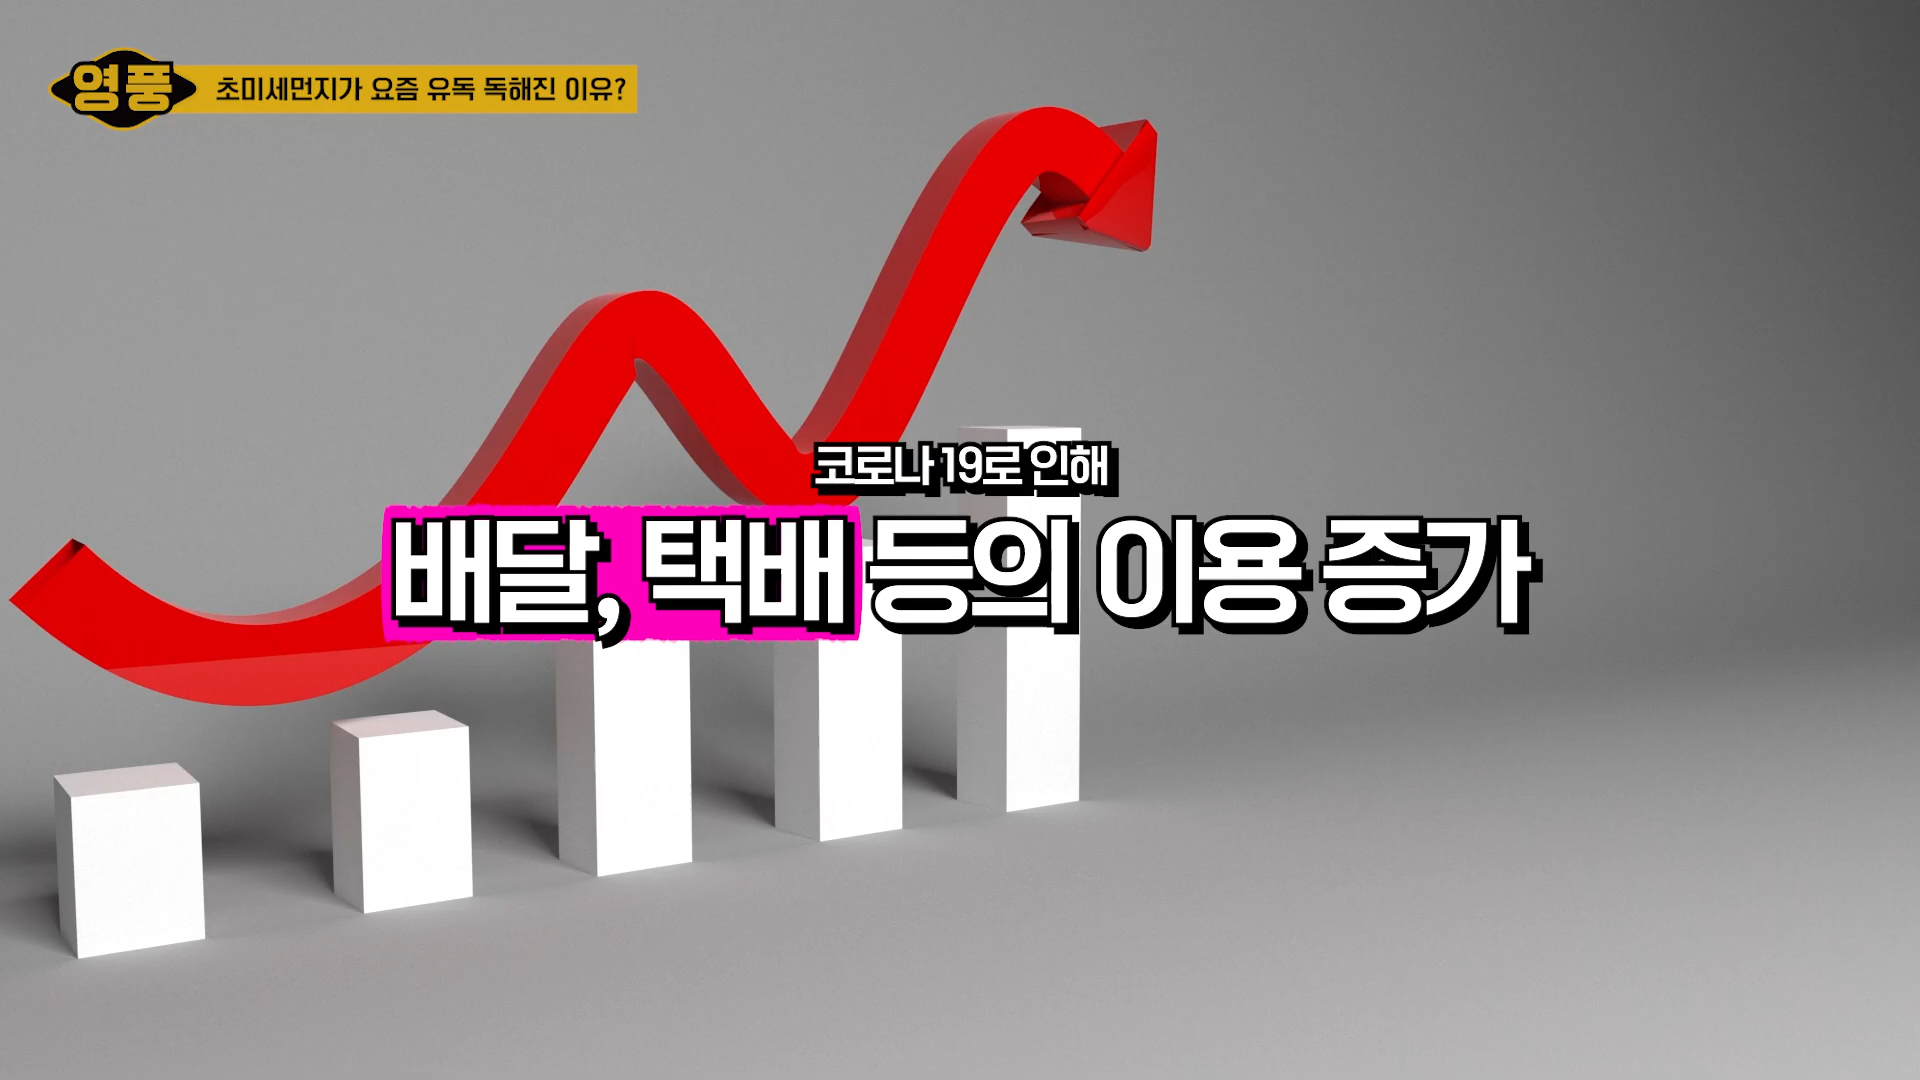 영풍
초미세먼지가 요즘 유독 독해진 이유?
코로나 19로 인해
배달, 택배 등의 이용 증가